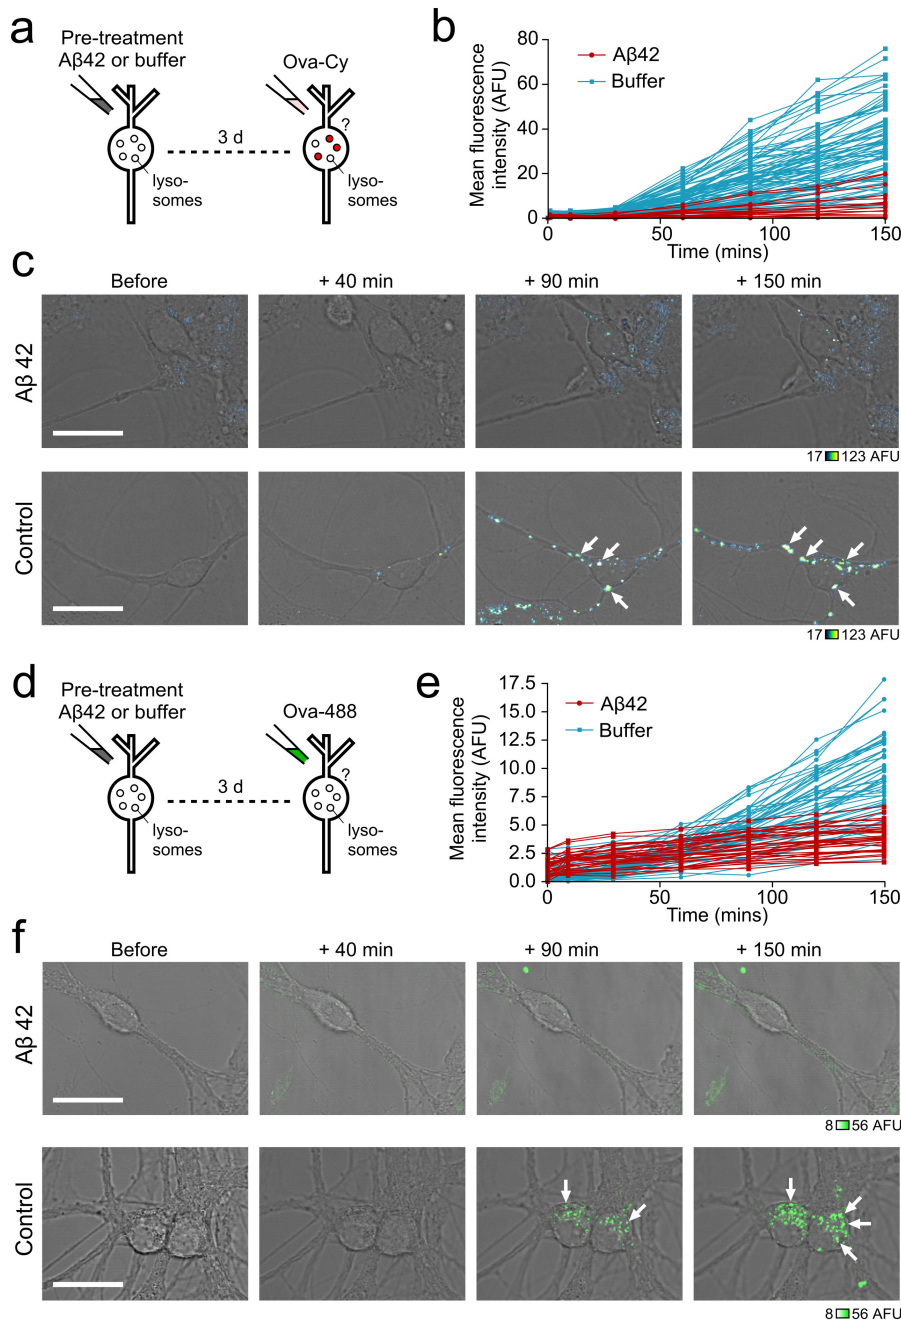 a
Pre-treatment
Aβ42 or buffer
Ova-Cy
?
3 d
lyso-
somes
lyso-
somes
b
Mean fluorescence
intensity (AFU)
80
60
40
20
0
Aβ42
Buffer
0
50
100
150
Time (mins)
c
Before
+ 40 min
+ 90 min
+ 150 min
Aβ 42
17 123 AFU
Control
17 123 AFU
d
Pre-treatment
Aβ42 or buffer
Ova-488
?
3 d
lyso-
somes
lyso-
somes
e
Mean fluorescence
intensity (AFU)
17.5
15.0
12.5
10.0
7.5
5.0
2.5
0.0
Aβ42
Buffer
0
50
100
150
Time (mins)
f
Before
+ 40 min
+ 90 min
+ 150 min
Aβ 42
8 56 AFU
Control
8 56 AFU